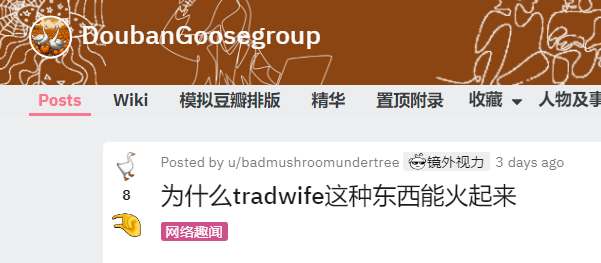 DoubanGoosegroup
Posts Wiki 模拟豆瓣排版 精华 置顶附录 收藏 人物及事
Posted by u/badmushroomundertree 镜外视力 3 days ago
8
为什么tradwife这种东西能火起来
网络趣闻